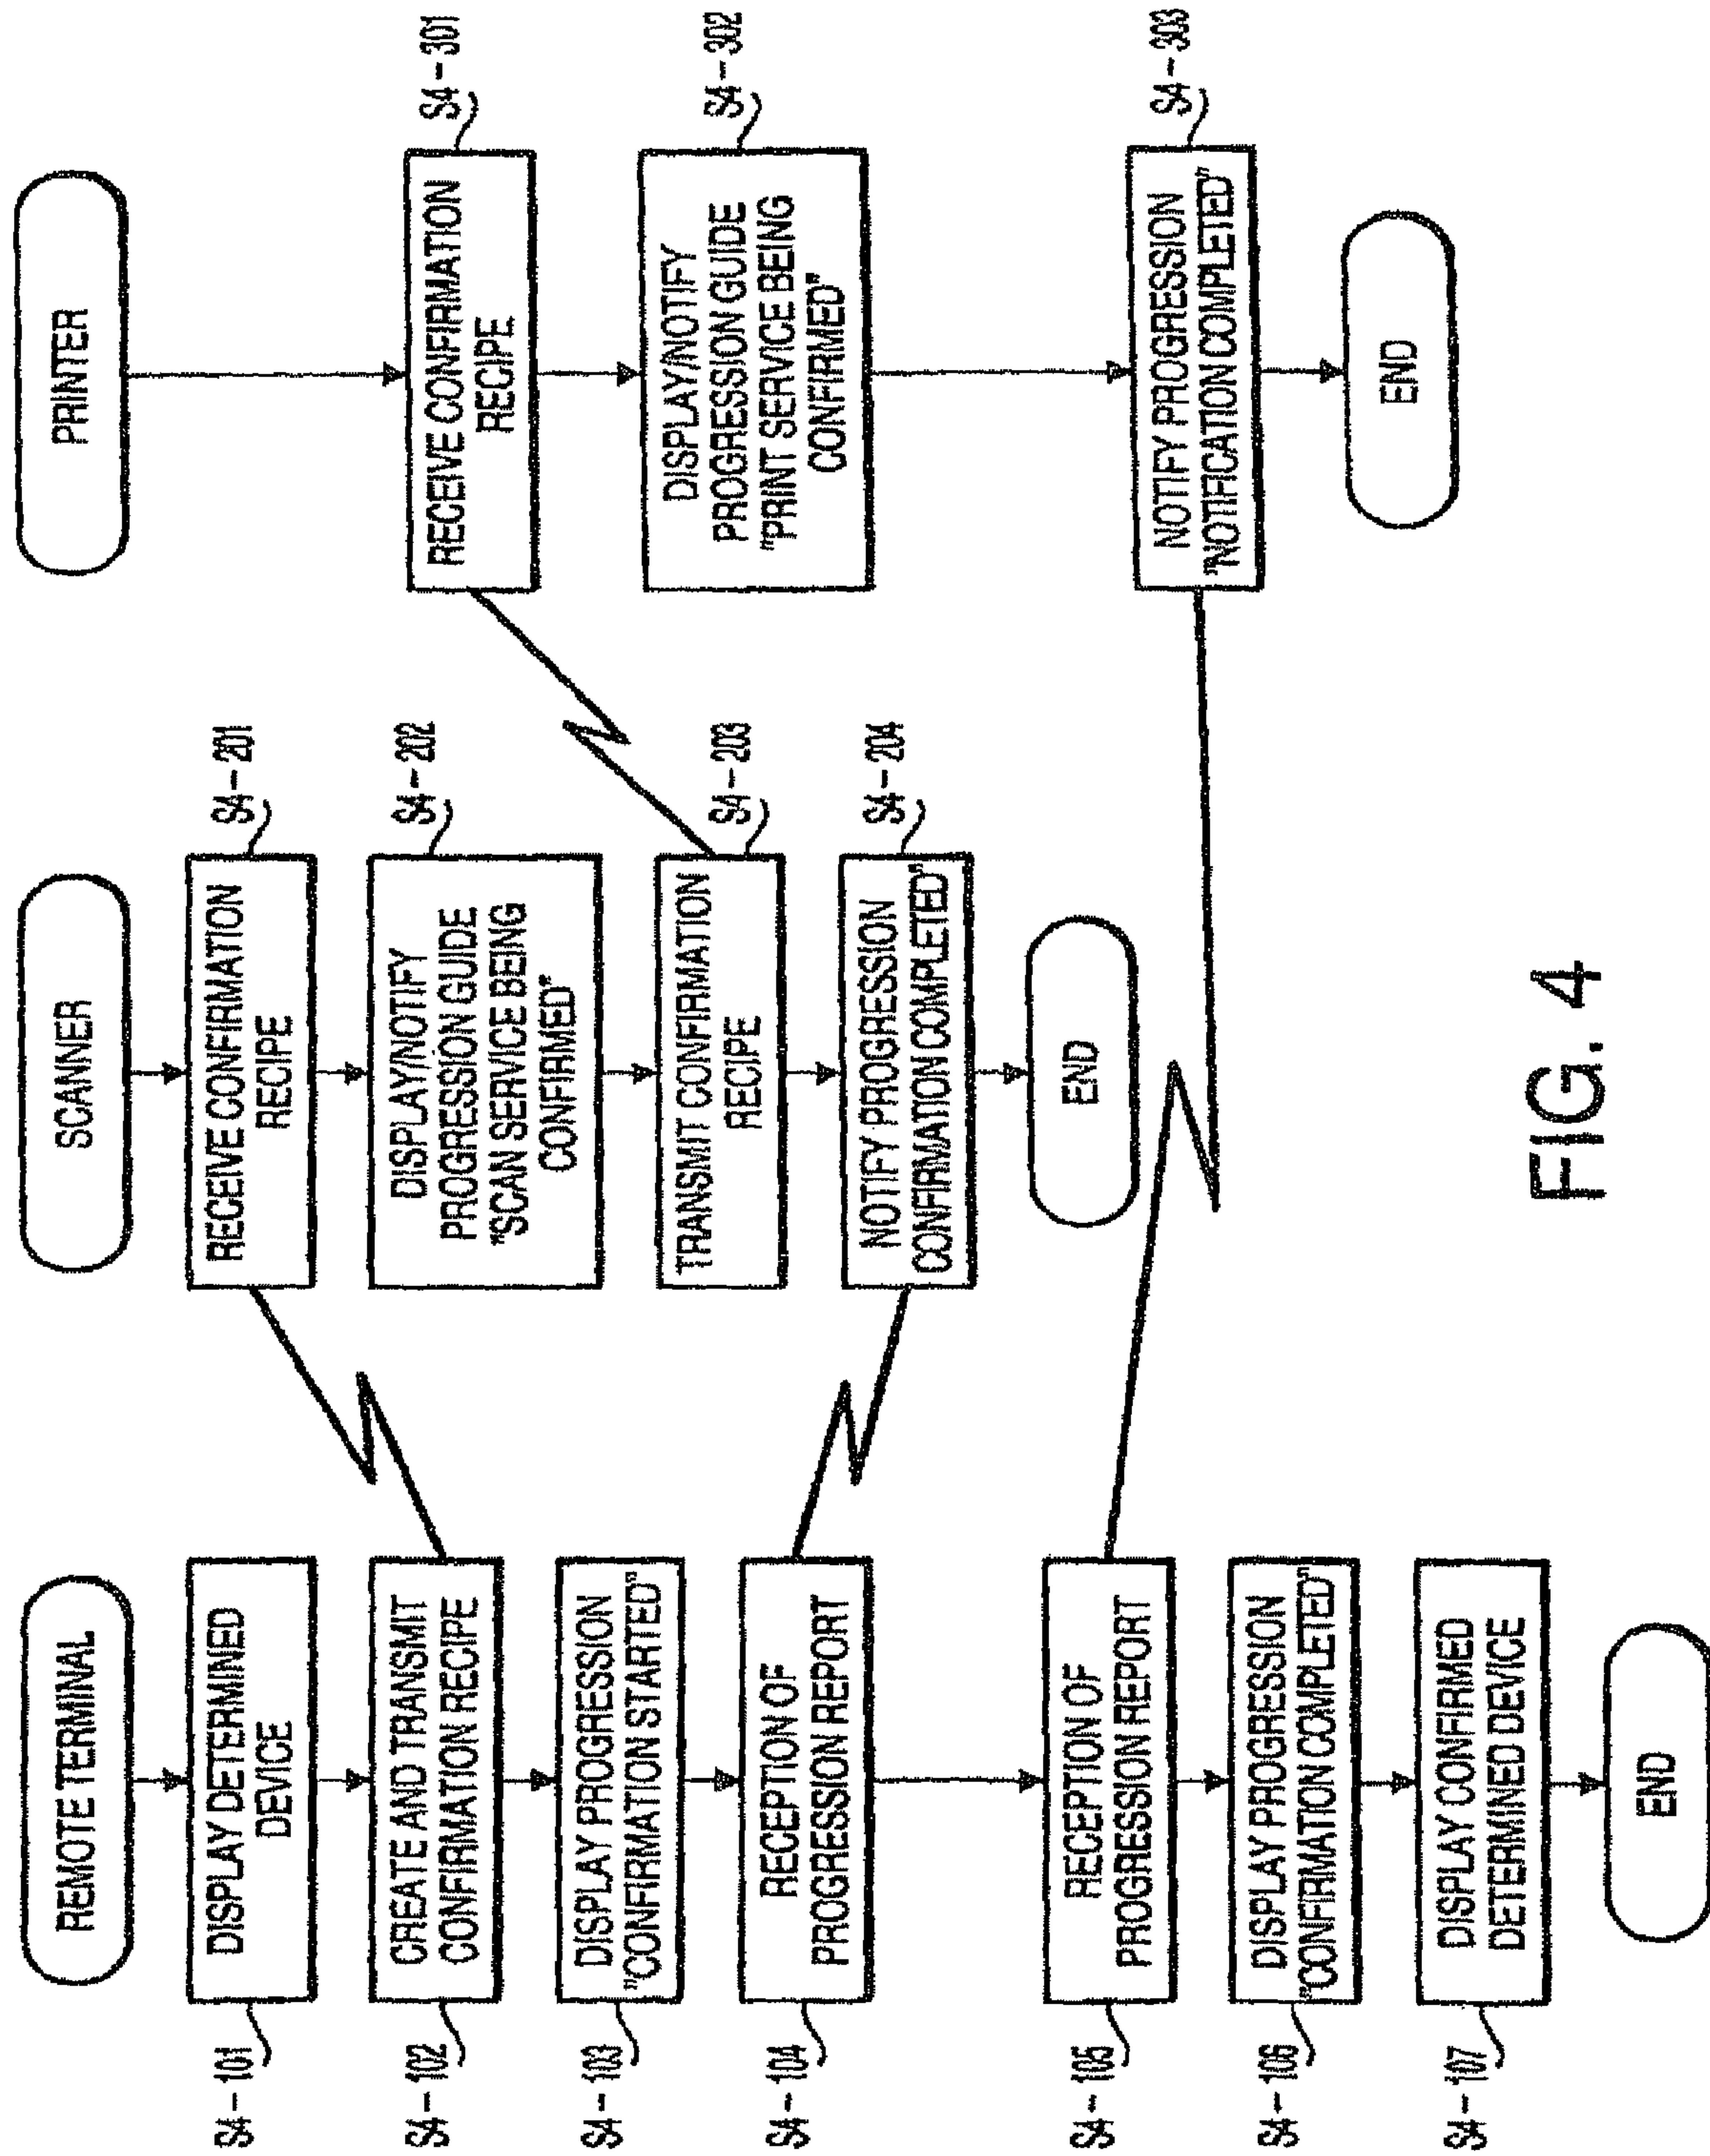 REMOTE TERMINAL
S4-101
DISPLAY DETERMINED
DEVICE
S4-102
CREATE AND TRANSMIT
CONFIRMATION RECIPE
S4-103
DISPLAY PROGRESSION
"CONFIRMATION STARTED"
S4-104
RECEPTION OF
PROGRESSION REPORT
S4-105
RECEPTION OF
PROGRESSION REPORT
S4-106
DISPLAY PROGRESSION
"CONFIRMATION COMPLETED"
S4-107
DISPLAY CONFIRMED
DETERMINED DEVICE
END
SCANNER
S4-201
RECEIVE CONFIRMATION
RECIPE
S4-202
DISPLAY/NOTIFY
PROGRESSION GUIDE
"SCAN SERVICE BEING
CONFIRMED"
S4-203
TRANSMIT CONFIRMATION
RECIPE
S4-204
NOTIFY PROGRESSION
"CONFIRMATION COMPLETED"
END
PRINTER
S4-301
RECEIVE CONFIRMATION
RECIPE
S4-302
DISPLAY/NOTIFY
PROGRESSION GUIDE
"PRINT SERVICE BEING
CONFIRMED"
S4-303
NOTIFY PROGRESSION
"NOTIFICATION COMPLETED"
END
FIG. 4